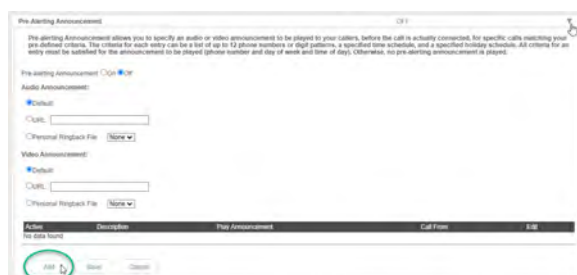 Pre-Alerting Announcement OFF
Pre-alerting Announcement allows you to specify an audio or video announcement to be played to your callers, before the call is actually connected, for specific calls matching your
pre-defined criteria. The criteria for each entry can be a list of up to 12 phone numbers or digit patterns, a specified time schedule, and a specified holiday schedule. All criteria for an
entry must be satisfied for the announcement to be played (phone number and day of week and time of day). Otherwise, no pre-alerting announcement is played.
Pre-alerting Announcement On Off
Audio Announcement:
Default
URL
Personal Ringback File None
Video Announcement:
Default
URL
Personal Ringback File None
Active Description Play Announcement Call From Edit
No data found
Add Save Cancel